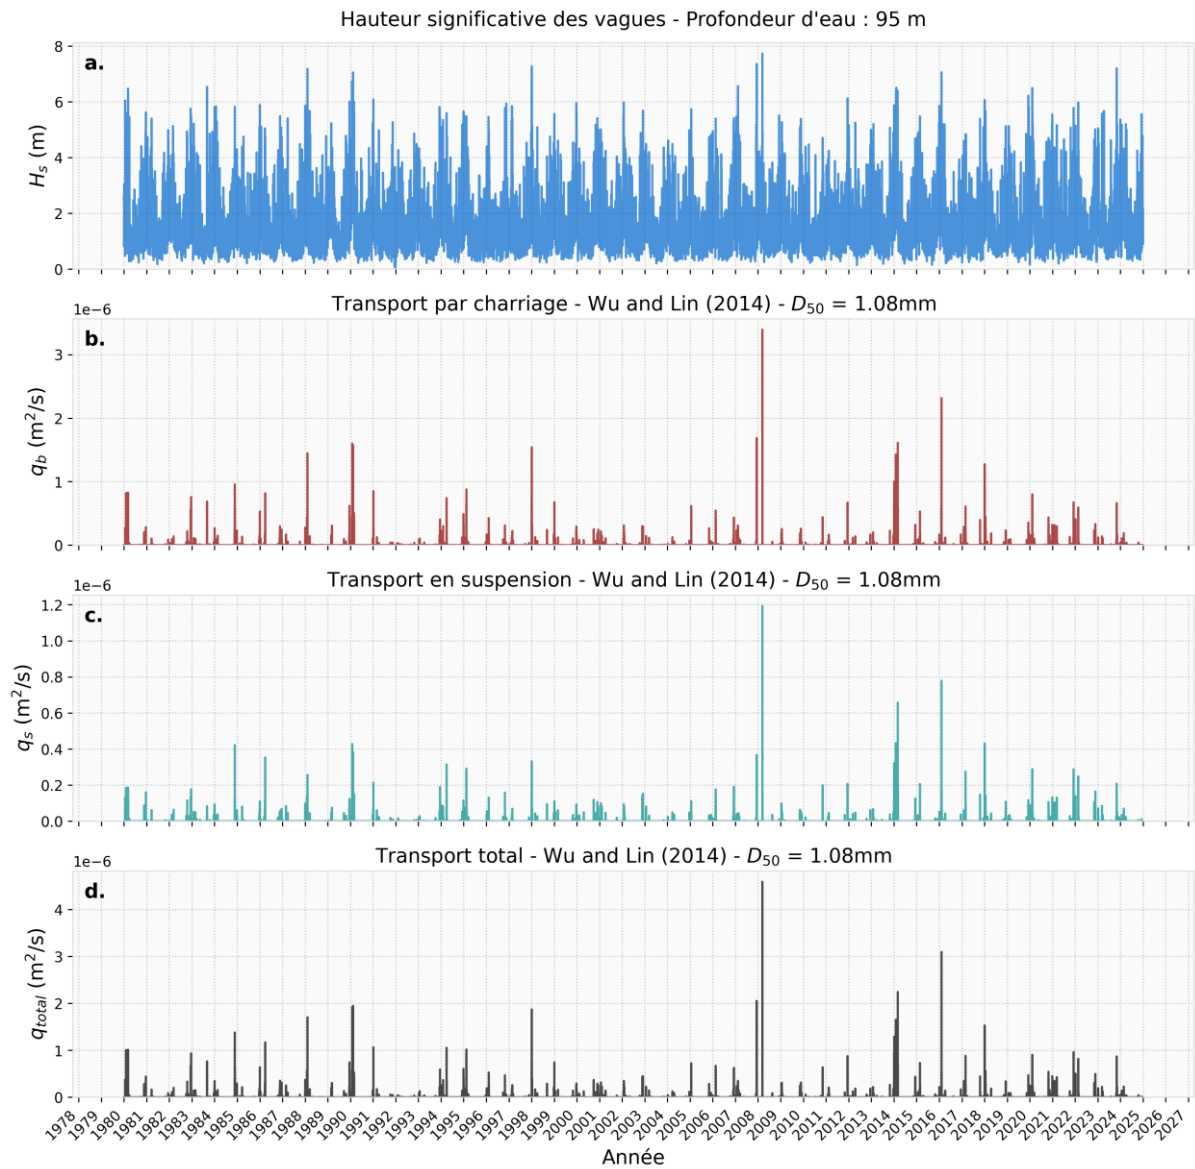 Hauteur significative des vagues - Profondeur d'eau : 95 m
a.
8
6
4
2
0
H_s (m)
Transport par charriage - Wu and Lin (2014) - D_50 = 1.08mm
1e−6
b.
3
2
1
0
q_b (m²/s)
Transport en suspension - Wu and Lin (2014) - D_50 = 1.08mm
1e−6
c.
1.2
1.0
0.8
0.6
0.4
0.2
0.0
q_s (m²/s)
Transport total - Wu and Lin (2014) - D_50 = 1.08mm
1e−6
d.
4
3
2
1
0
q_total (m²/s)
1978 1979 1980 1981 1982 1983 1984 1985 1986 1987 1988 1989 1990 1991 1992 1993 1994 1995 1996 1997 1998 1999 2000 2001 2002 2003 2004 2005 2006 2007 2008 2009 2010 2011 2012 2013 2014 2015 2016 2017 2018 2019 2020 2021 2022 2023 2024 2025 2026 2027
Année